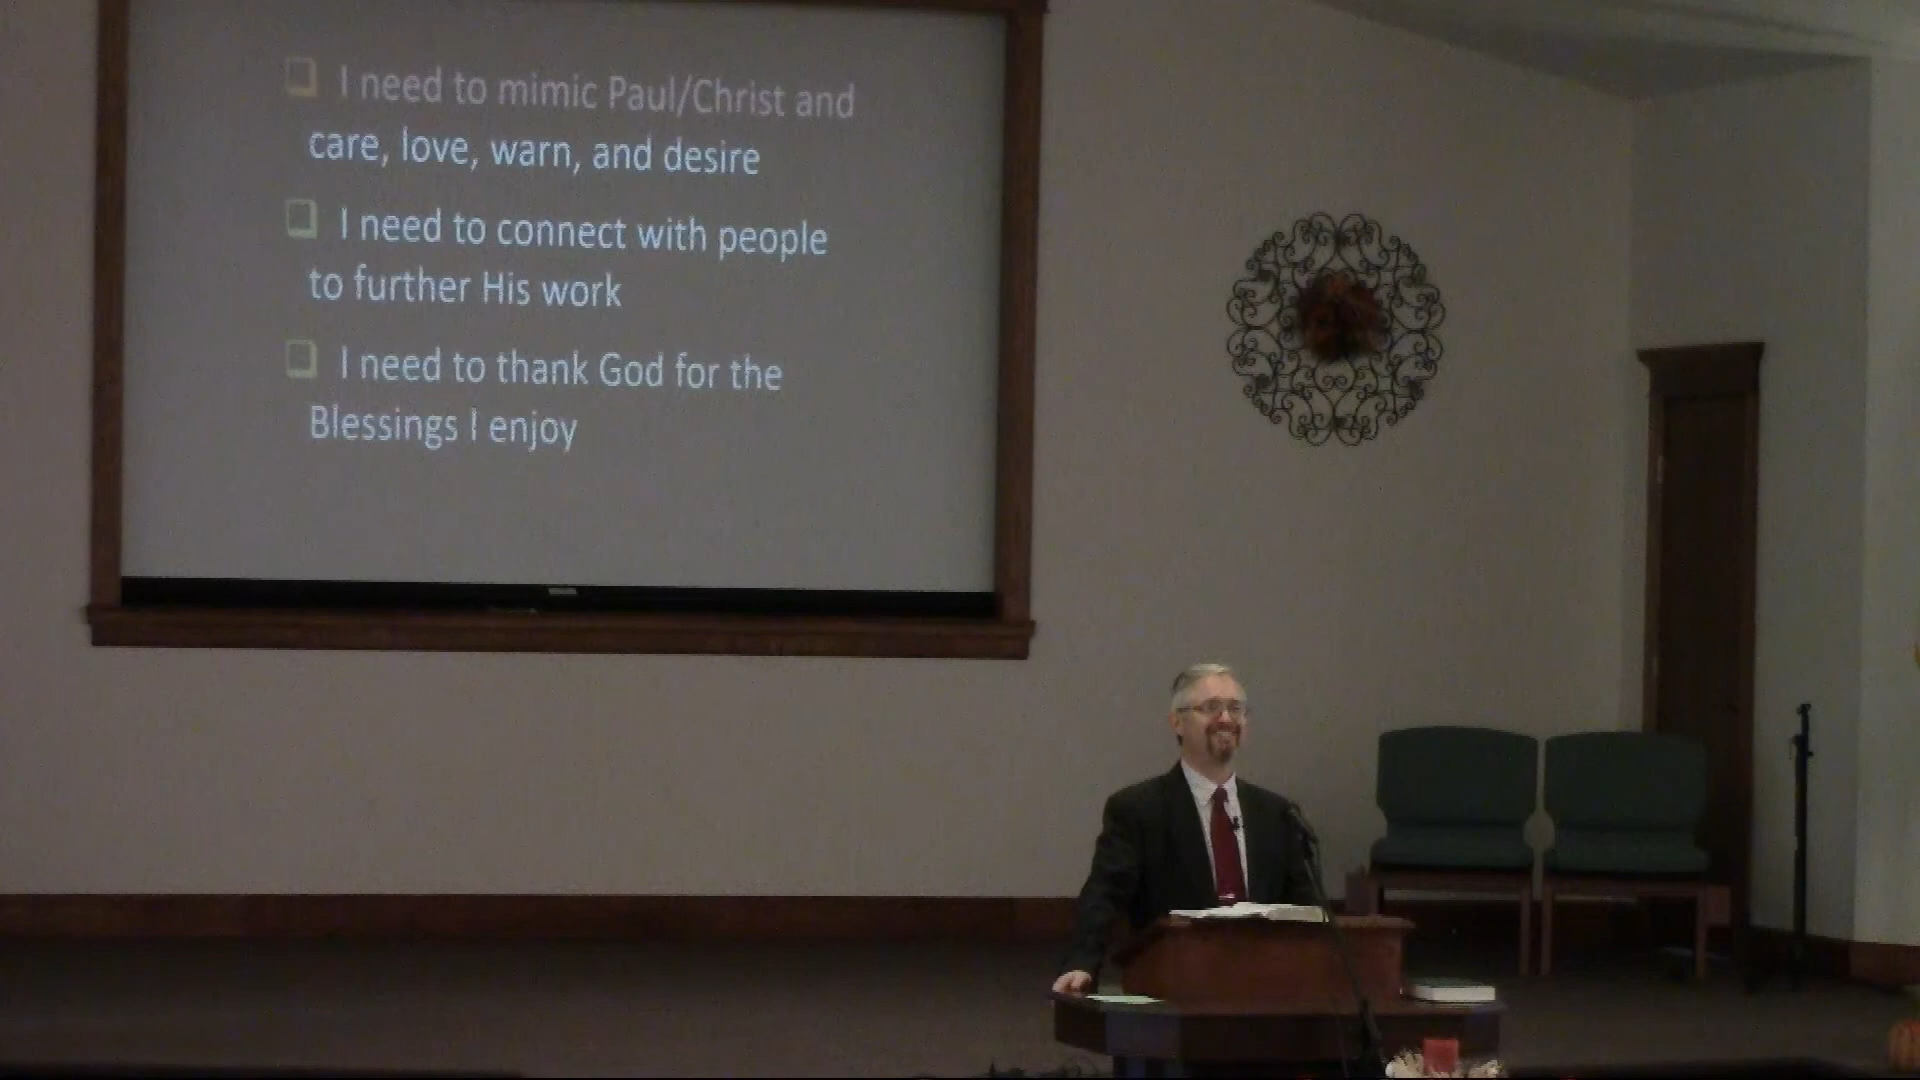 I need to mimic Paul/Christ and
care, love, warn, and desire
I need to connect with people
to further His work
I need to thank God for the
Blessings I enjoy